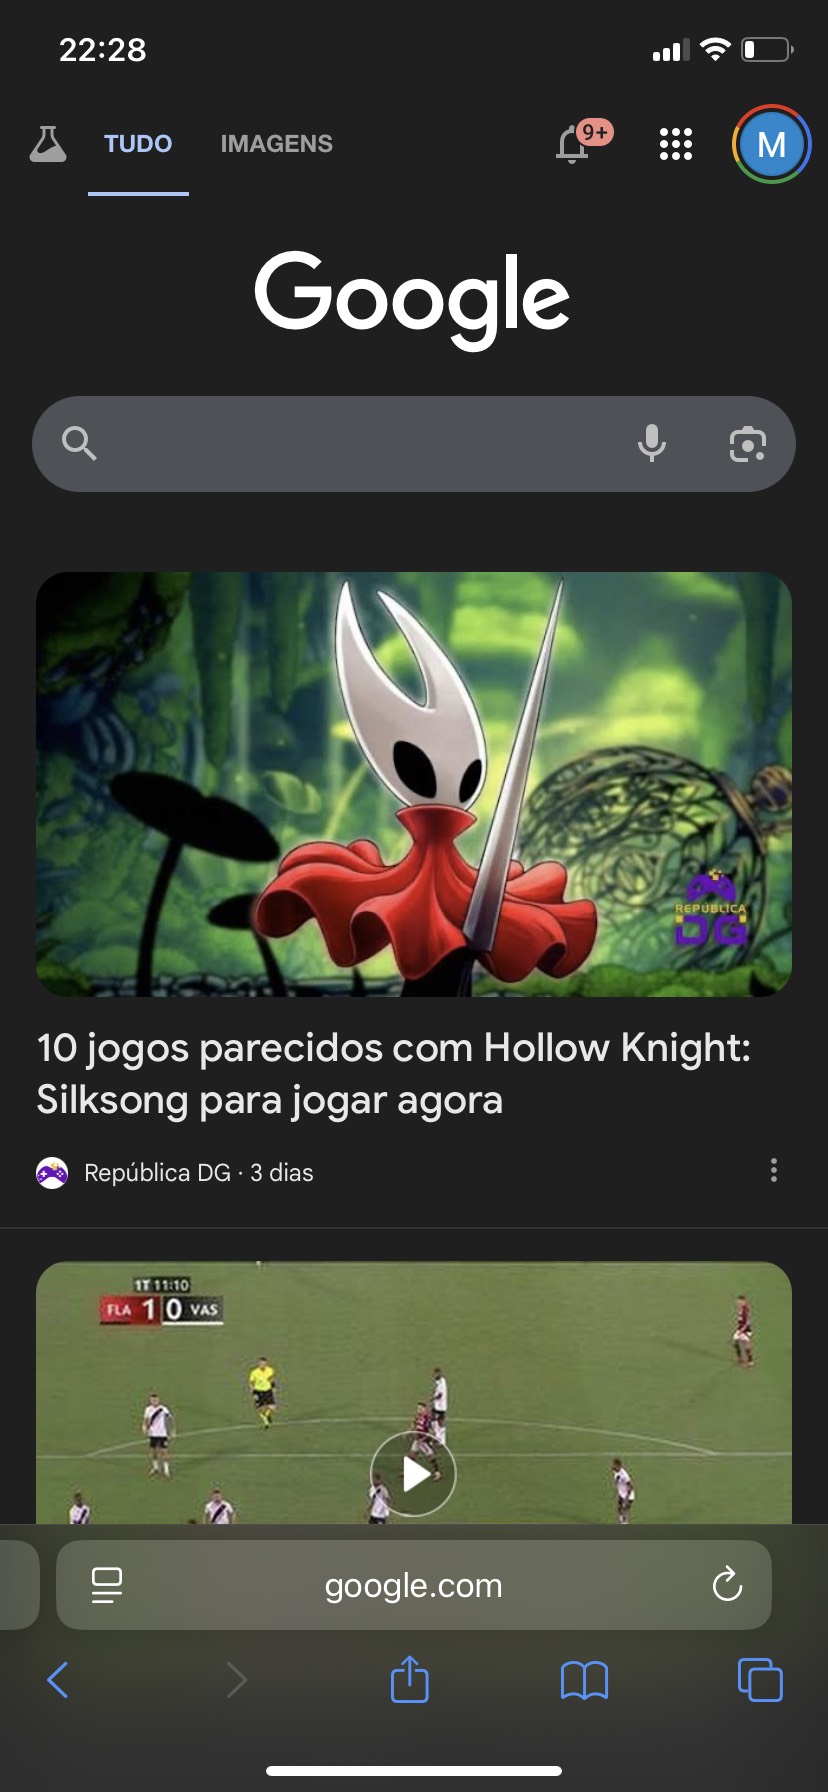 22:28
TUDO IMAGENS 9+ M
Google
REPÚBLICA
DG
10 jogos parecidos com Hollow Knight:
Silksong para jogar agora
República DG · 3 dias
1T 11:10
FLA 1 0 VAS
google.com